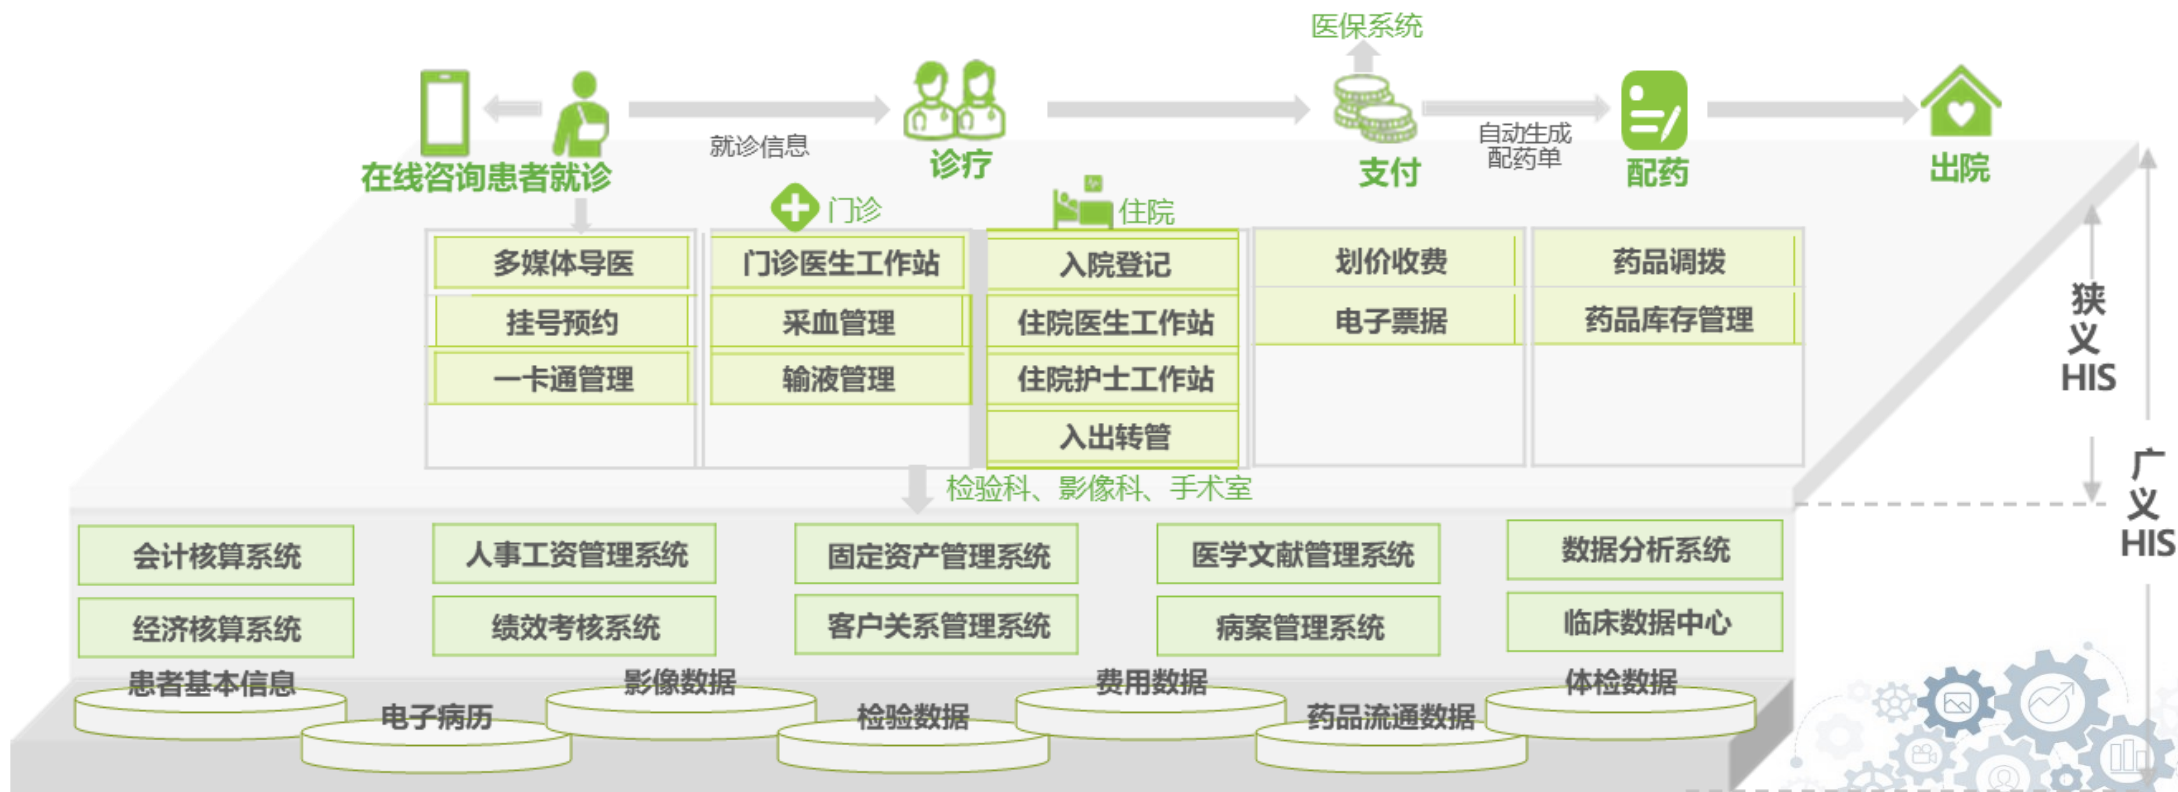 医保系统
就诊信息
自动生成
配药单
在线咨询
患者就诊
诊疗
支付
配药
出院
门诊
住院
多媒体导医
门诊医生工作站
入院登记
划价收费
药品调拨
挂号预约
采血管理
住院医生工作站
电子票据
药品库存管理
一卡通管理
输液管理
住院护士工作站
入出转管
狭义HIS
广义HIS
检验科、影像科、手术室
会计核算系统
人事工资管理系统
固定资产管理系统
医学文献管理系统
数据分析系统
经济核算系统
绩效考核系统
客户关系管理系统
病案管理系统
临床数据中心
患者基本信息
影像数据
费用数据
体检数据
电子病历
检验数据
药品流通数据